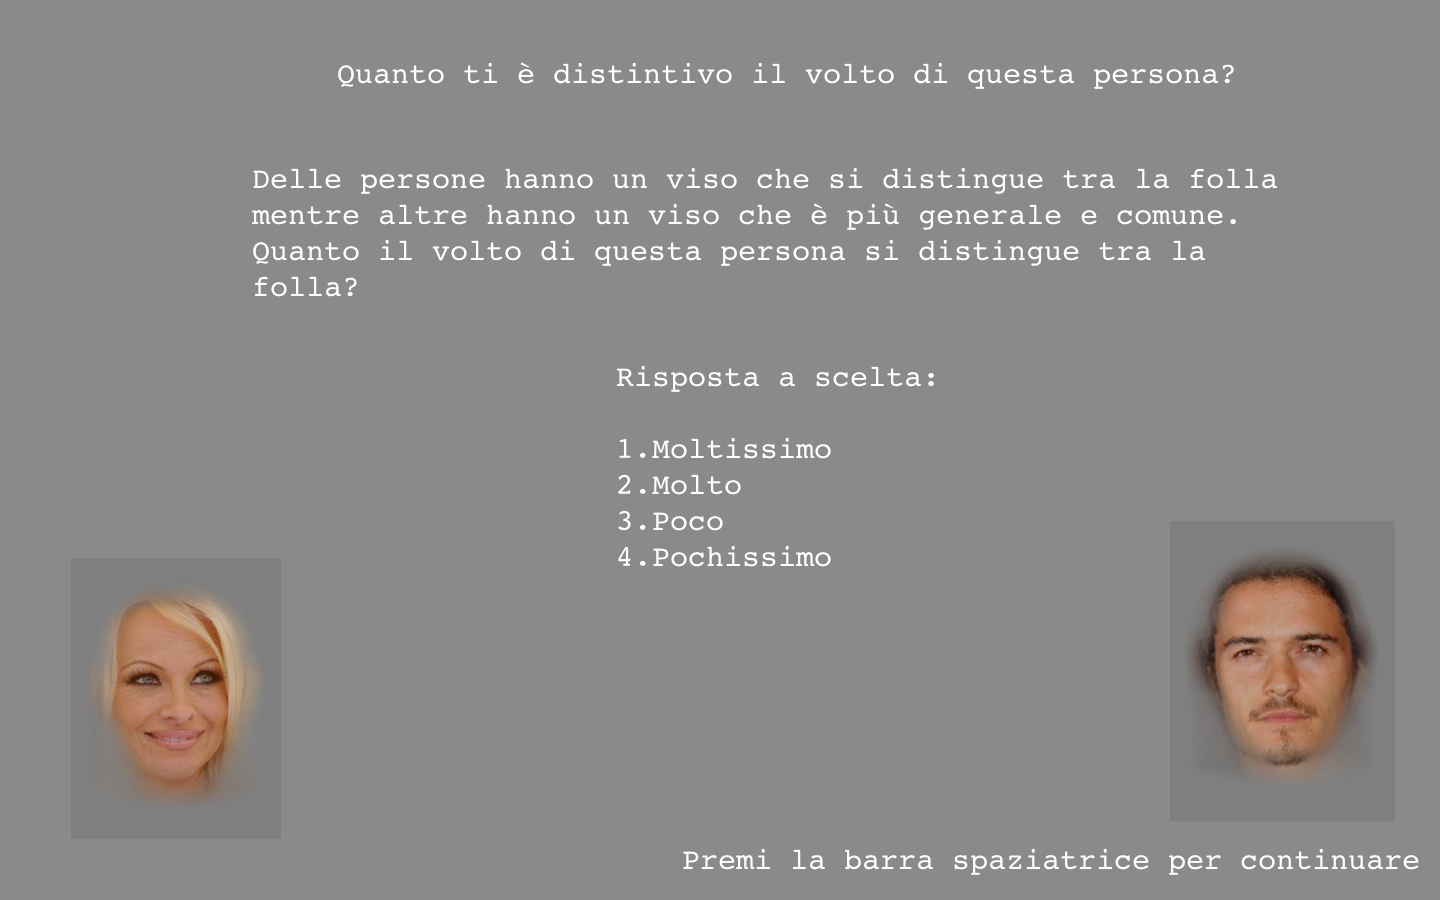 Quanto ti è distintivo il volto di questa persona?
Delle persone hanno un viso che si distingue tra la folla
mentre altre hanno un viso che è più generale e comune.
Quanto il volto di questa persona si distingue tra la
folla?
Risposta a scelta:
1.Moltissimo
2.Molto
3.Poco
4.Pochissimo
Premi la barra spaziatrice per continuare